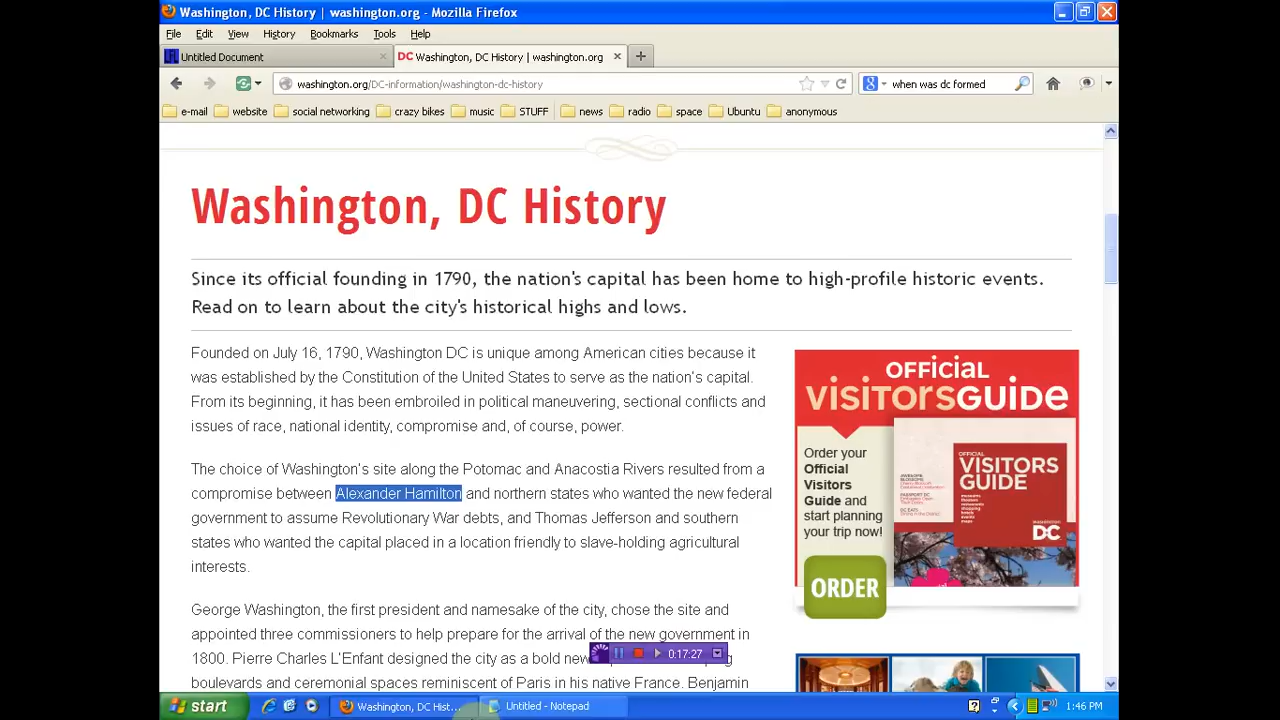 Washington, DC History | washington.org - Mozilla Firefox
File Edit View History Bookmarks Tools Help
Untitled Document
DC Washington, DC History | washington.org
washington.org/DC-information/washington-dc-history
when was dc formed
e-mail website social networking crazy bikes music STUFF news radio space Ubuntu anonymous
Washington, DC History
Since its official founding in 1790, the nation's capital has been home to high-profile historic events.
Read on to learn about the city's historical highs and lows.
Founded on July 16, 1790, Washington DC is unique among American cities because it
was established by the Constitution of the United States to serve as the nation's capital.
From its beginning, it has been embroiled in political maneuvering, sectional conflicts and
issues of race, national identity, compromise and, of course, power.
The choice of Washington's site along the Potomac and Anacostia Rivers resulted from a
compromise between Alexander Hamilton and northern states who wanted the new federal
government to assume Revolutionary War debts, and Thomas Jefferson and southern
states who wanted the capital placed in a location friendly to slave-holding agricultural
interests.
George Washington, the first president and namesake of the city, chose the site and
appointed three commissioners to help prepare for the arrival of the new government in
1800. Pierre Charles L'Enfant designed the city as a bold new
boulevards and ceremonial spaces reminiscent of Paris in his native France. Benjamin
OFFICIAL
visitorsGUIDE
Order your
Official
Visitors
Guide and
start planning
your trip now!
ORDER
OFFICIAL
VISITORS
GUIDE
WASHINGTON
DC
0:17:27
start
Washington, DC Hist...
Untitled - Notepad
1:46 PM